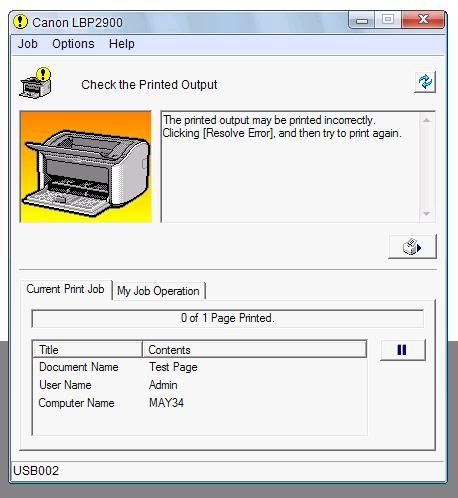 Canon LBP2900
Job Options Help
Check the Printed Output
The printed output may be printed incorrectly.
Clicking [Resolve Error], and then try to print again.
Current Print Job My Job Operation
0 of 1 Page Printed.
Title Contents
Document Name Test Page
User Name Admin
Computer Name MAY34
USB002